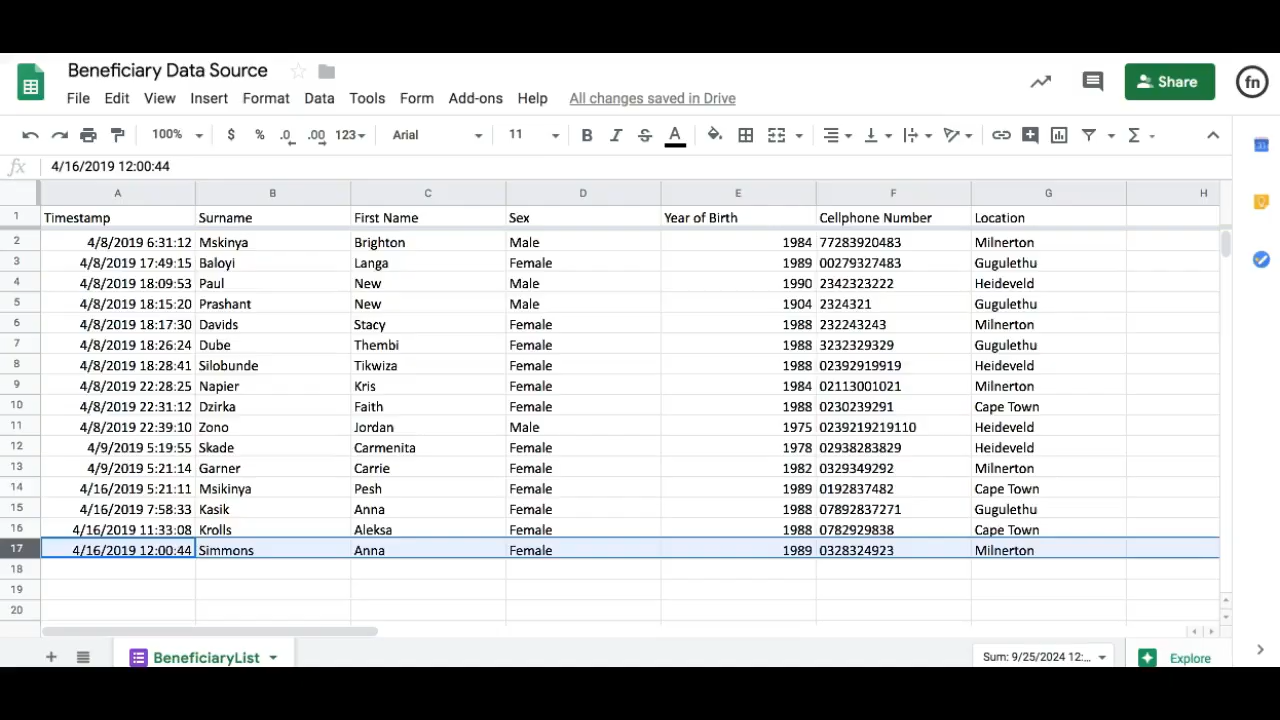 Beneficiary Data Source
File Edit View Insert Format Data Tools Form Add-ons Help All changes saved in Drive
Share
fn
100% $ % .0 .00 123 Arial 11 B I S A Σ
fx 4/16/2019 12:00:44
A B C D E F G H
1 Timestamp Surname First Name Sex Year of Birth Cellphone Number Location
2 4/8/2019 6:31:12 Mskinya Brighton Male 1984 77283920483 Milnerton
3 4/8/2019 17:49:15 Baloyi Langa Female 1989 00279327483 Gugulethu
4 4/8/2019 18:09:53 Paul New Male 1990 2342323222 Heideveld
5 4/8/2019 18:15:20 Prashant New Male 1904 2324321 Gugulethu
6 4/8/2019 18:17:30 Davids Stacy Female 1988 232243243 Milnerton
7 4/8/2019 18:26:24 Dube Thembi Female 1988 3232329329 Gugulethu
8 4/8/2019 18:28:41 Silobunde Tikwiza Female 1988 02392919919 Heideveld
9 4/8/2019 22:28:25 Napier Kris Female 1984 02113001021 Milnerton
10 4/8/2019 22:31:12 Dzirka Faith Female 1988 0230239291 Cape Town
11 4/8/2019 22:39:10 Zono Jordan Male 1975 0239219219110 Heideveld
12 4/9/2019 5:19:55 Skade Carmenita Female 1978 02938283829 Heideveld
13 4/9/2019 5:21:14 Garner Carrie Female 1982 0329349292 Milnerton
14 4/16/2019 5:21:11 Msikinya Pesh Female 1989 0192837482 Cape Town
15 4/16/2019 7:58:33 Kasik Anna Female 1988 07892837271 Gugulethu
16 4/16/2019 11:33:08 Krolls Aleksa Female 1988 0782929838 Cape Town
17 4/16/2019 12:00:44 Simmons Anna Female 1989 0328324923 Milnerton
18
19
20
BeneficiaryList Sum: 9/25/2024 12:... Explore